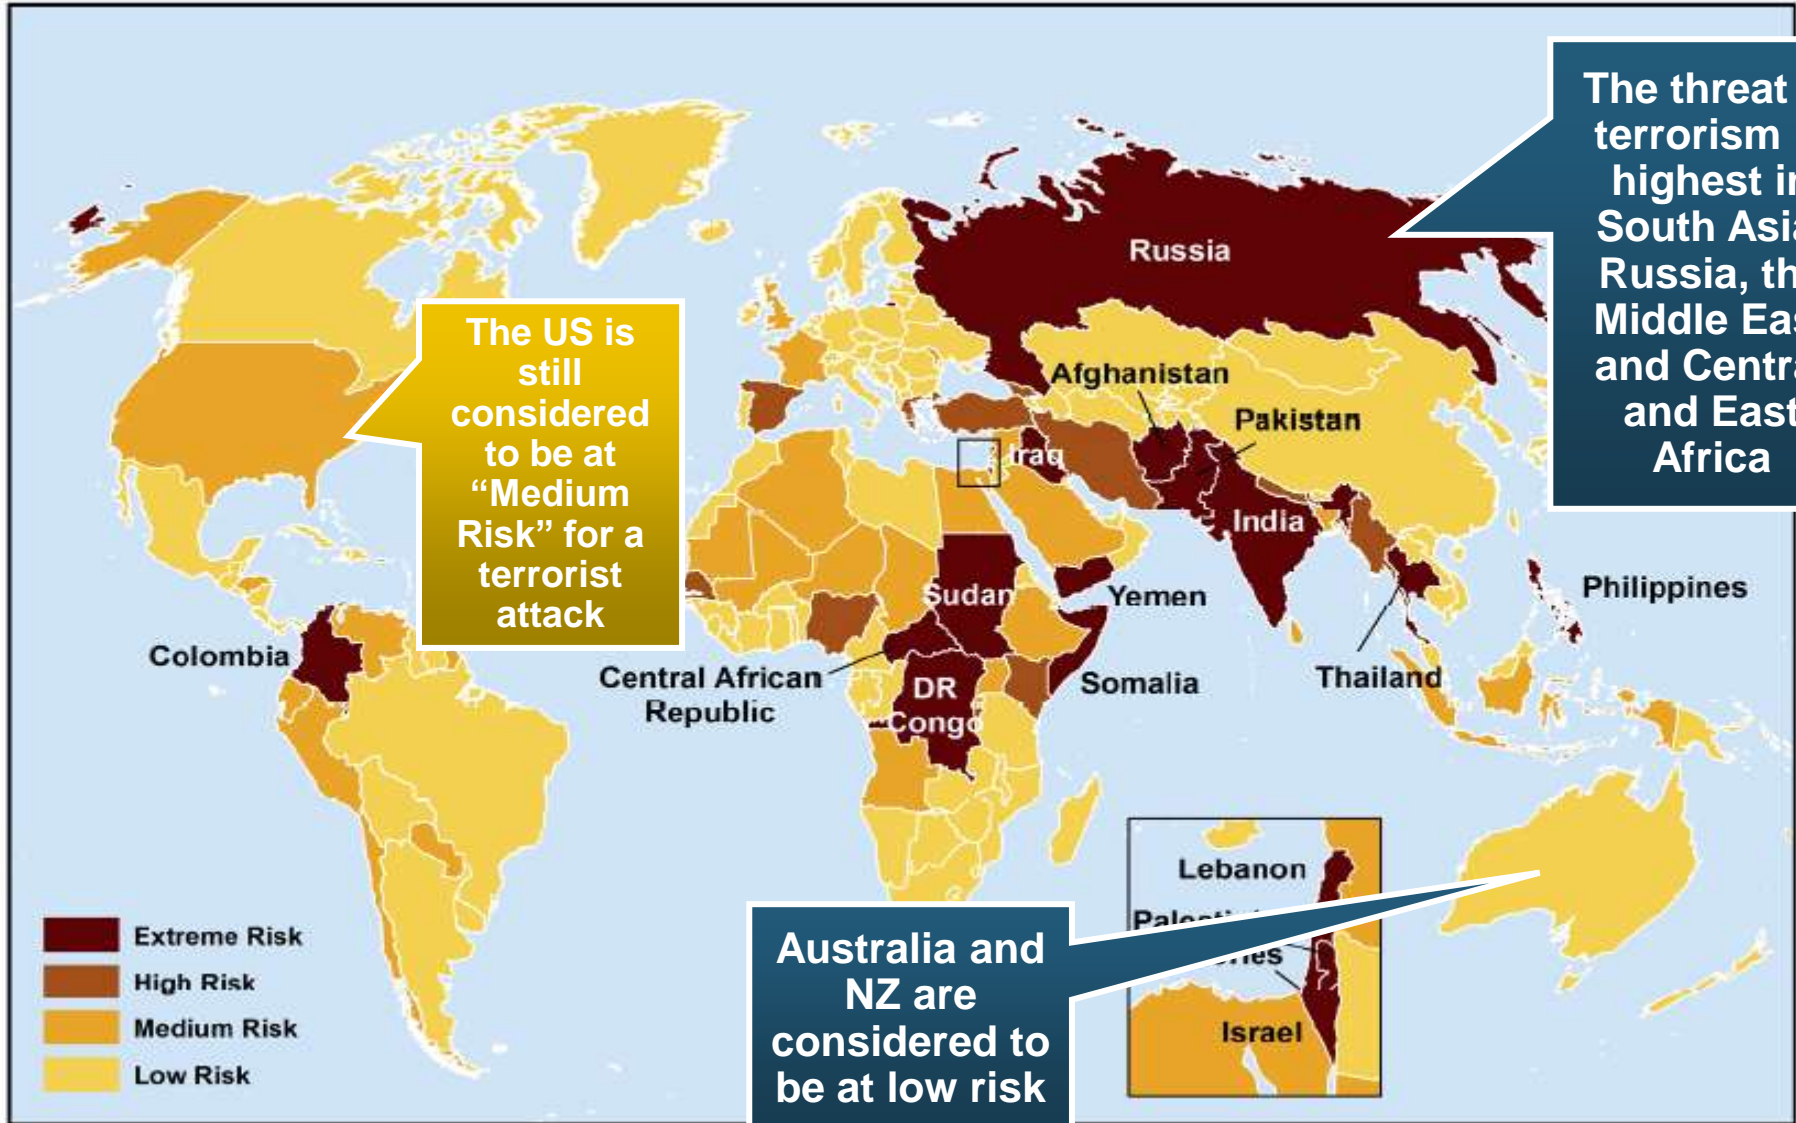 The threat
terrorism
highest in
South Asia
Russia, th
Middle Eas
and Centra
and East
Africa
Russia
The US is
still
considered
to be at
“Medium
Risk” for a
terrorist
attack
Afghanistan
Pakistan
Iraq
India
Philippines
Sudan
Yemen
Colombia
Central African
Republic
DR
Congo
Somalia
Thailand
Lebanon
Israel
Extreme Risk
High Risk
Medium Risk
Low Risk
Australia and
NZ are
considered to
be at low risk